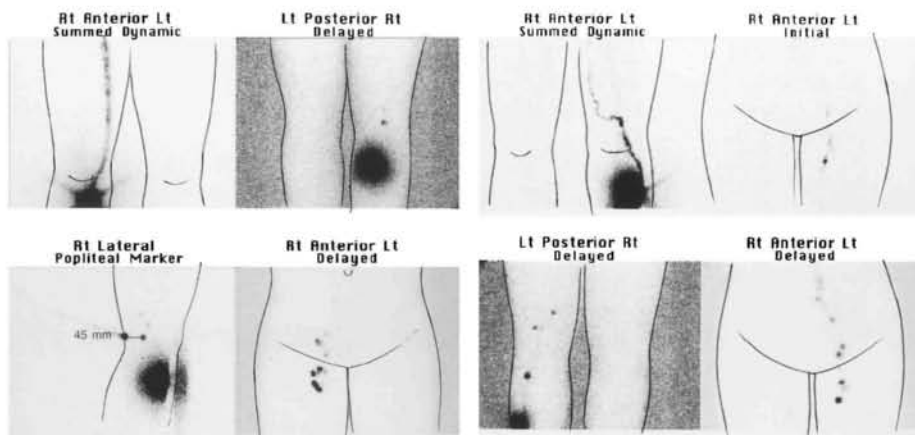 Rt Anterior Lt
Summed Dynamic
Lt Posterior Rt
Delayed
Rt Anterior Lt
Summed Dynamic
Rt Anterior Lt
Initial
Rt Lateral
Popliteal Marker
45 mm
Rt Anterior Lt
Delayed
Lt Posterior Rt
Delayed
Rt Anterior Lt
Delayed